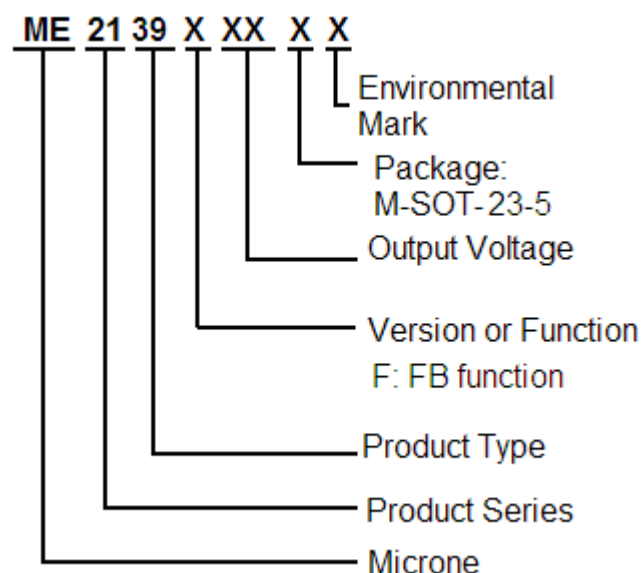 ME 21 39 X XX X X
Environmental
Mark
Package:
M-SOT-23-5
Output Voltage
Version or Function
F: FB function
Product Type
Product Series
Microne